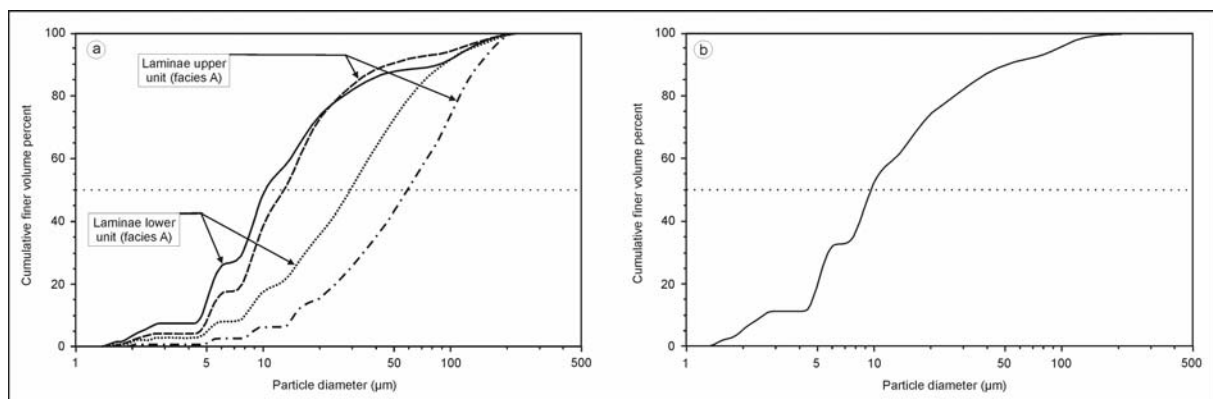 a
Laminae upper
unit (facies A)
Laminae lower
unit (facies A)
Cumulative finer volume percent
100
80
60
40
20
0
1
5
10
50
100
500
Particle diameter (µm)
b
Cumulative finer volume percent
100
80
60
40
20
0
1
5
10
50
100
500
Particle diameter (µm)